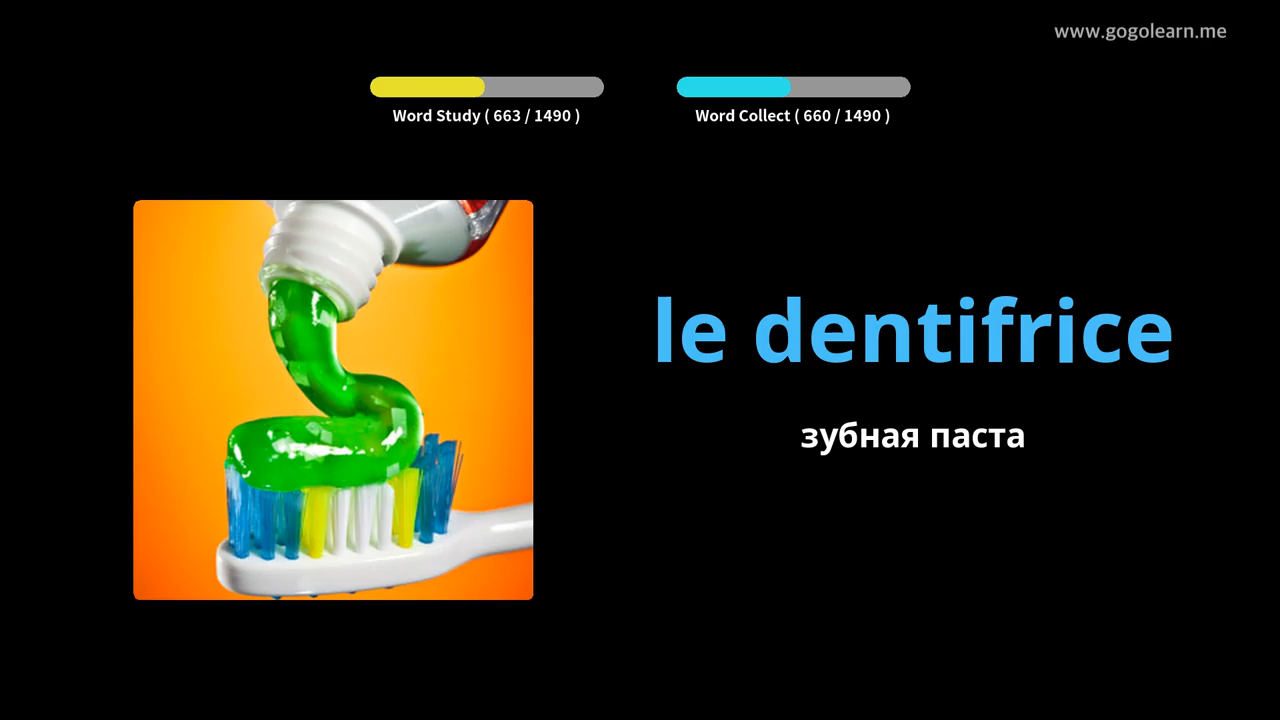 www.gogolearn.me
Word Study ( 663 / 1490 )
Word Collect ( 660 / 1490 )
le dentifrice
зубная паста